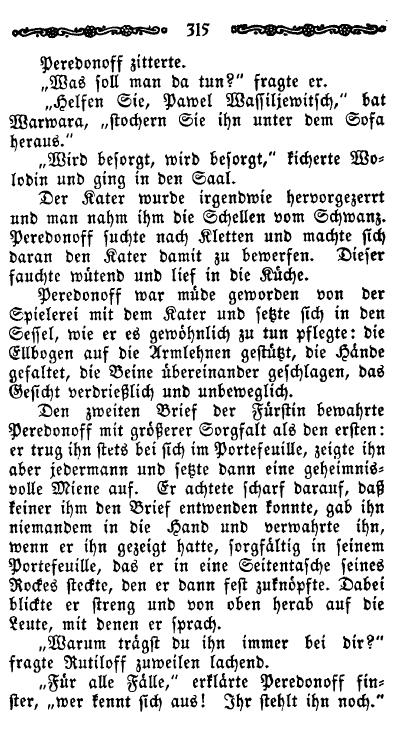 315
Peredonoff zitterte.
„Was soll man da tun?“ fragte er.
„Helfen Sie, Pawel Wassiljewitsch,“ bat
Warwara, „stochern Sie ihn unter dem Sofa
heraus.“
„Wird besorgt, wird besorgt,“ kicherte Wo-
lodin und ging in den Saal.
Der Kater wurde irgendwie hervorgezerrt
und man nahm ihm die Schellen vom Schwanz.
Peredonoff suchte nach Kletten und machte sich
daran den Kater damit zu bewerfen. Dieser
fauchte wütend und lief in die Küche.
Peredonoff war müde geworden von der
Spielerei mit dem Kater und setzte sich in den
Sessel, wie er es gewöhnlich zu tun pflegte: die
Ellbogen auf die Armlehnen gestützt, die Hände
gefaltet, die Beine übereinander geschlagen, das
Gesicht verdrießlich und unbeweglich.
Den zweiten Brief der Fürstin bewahrte
Peredonoff mit größerer Sorgfalt als den ersten:
er trug ihn stets bei sich im Portefeuille, zeigte ihn
aber jedermann und setzte dann eine geheimnis-
volle Miene auf. Er achtete scharf darauf, daß
keiner ihm den Brief entwenden konnte, gab ihn
niemandem in die Hand und verwahrte ihn,
wenn er ihn gezeigt hatte, sorgfältig in seinem
Portefeuille, das er in eine Seitentasche seines
Rockes steckte, den er dann fest zuknöpfte. Dabei
blickte er streng und von oben herab auf die
Leute, mit denen er sprach.
„Warum trägst du ihn immer bei dir?“
fragte Rutiloff zuweilen lachend.
„Für alle Fälle,“ erklärte Peredonoff fin-
ster, „wer kennt sich aus! Ihr stehlt ihn noch.“